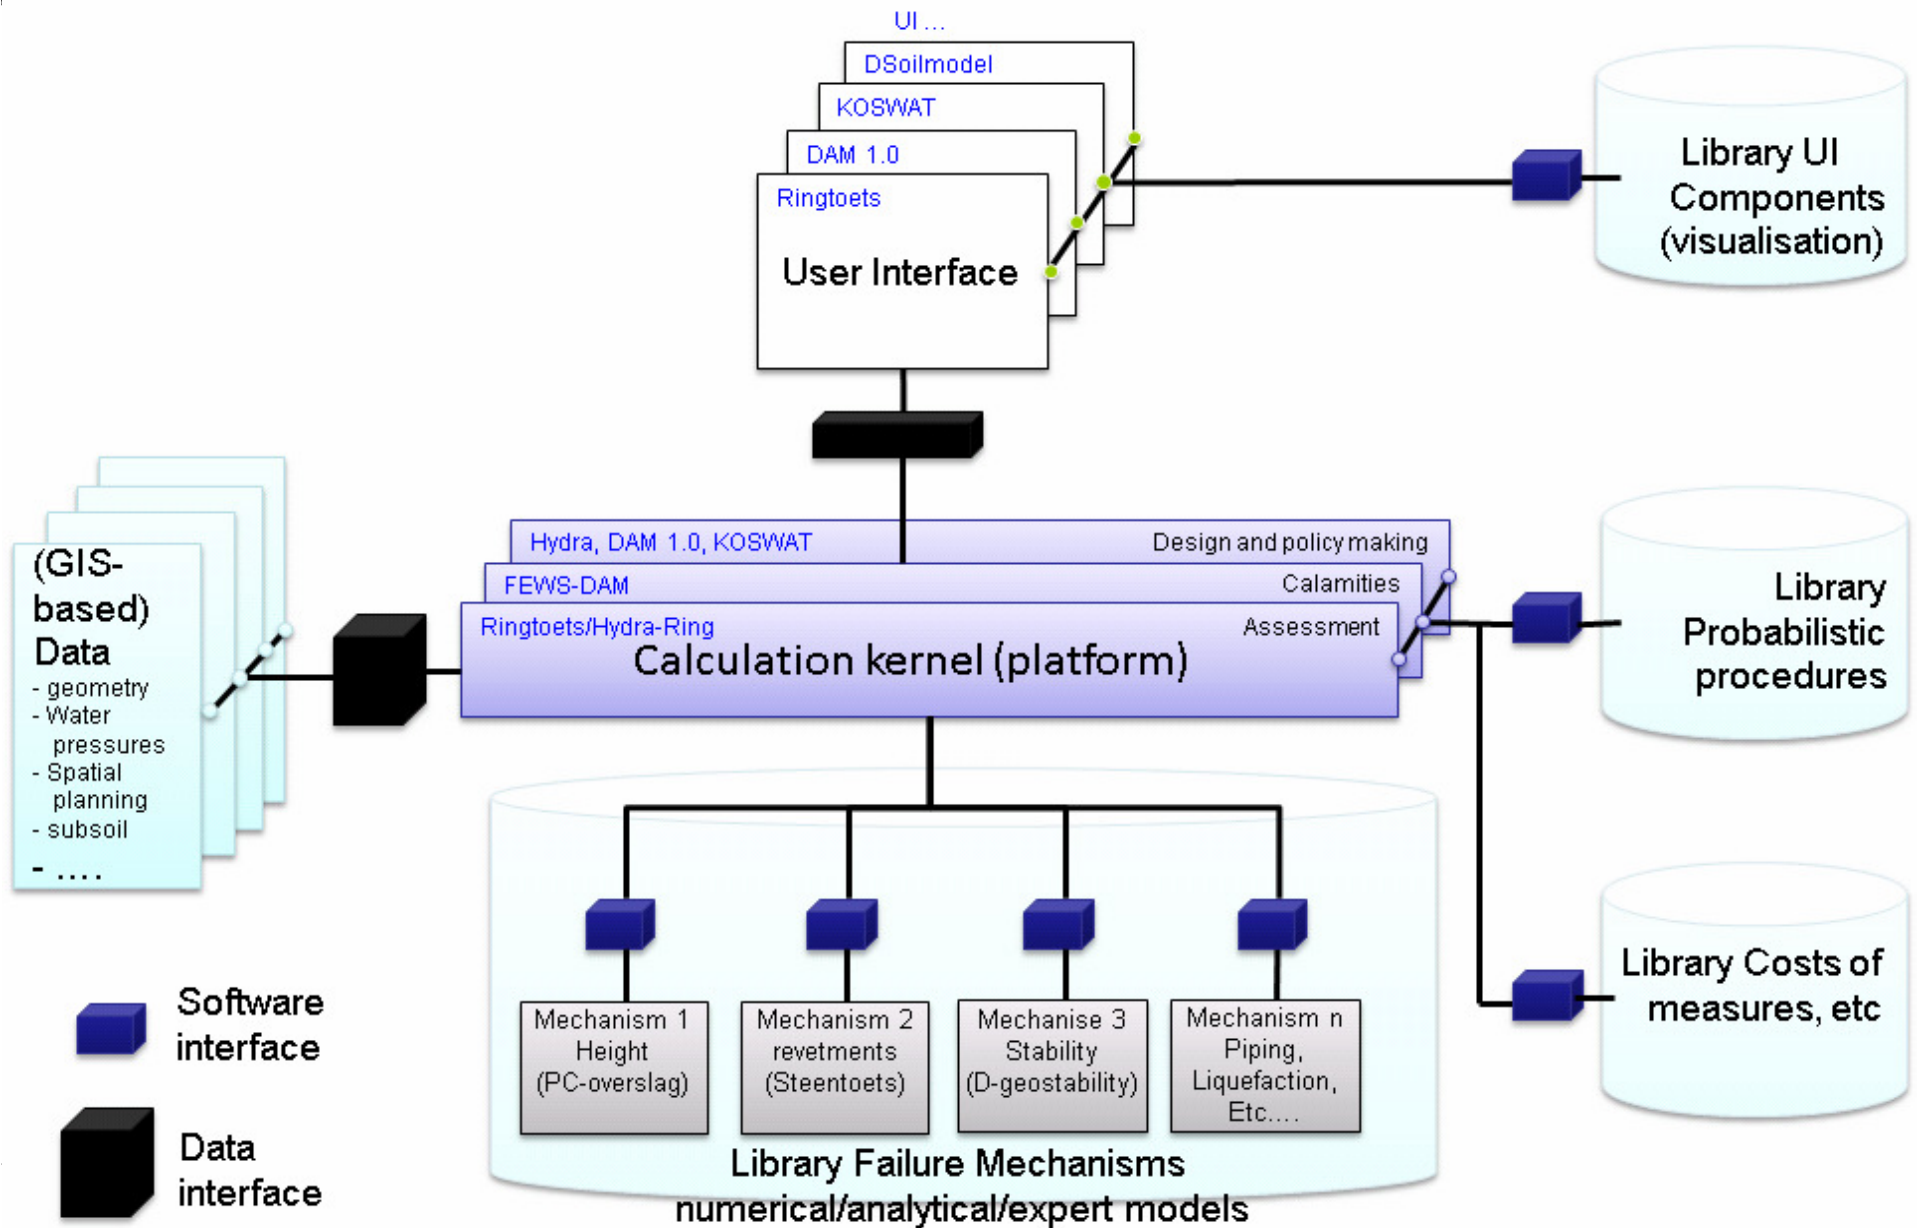 UI ...
DSoilmodel
KOSWAT
DAM 1.0
Ringtoets
User Interface
Library UI
Components
(visualisation)
Hydra, DAM 1.0, KOSWAT
Design and policy making
FEWS-DAM
Calamities
Ringtoets/Hydra-Ring
Assessment
Calculation kernel (platform)
(GIS-
based)
Data
- geometry
- Water
pressures
- Spatial
planning
- subsoil
- ....
Library
Probabilistic
procedures
Library Costs of
measures, etc
Mechanism 1
Height
(PC-overslag)
Mechanism 2
revetments
(Steentoets)
Mechanise 3
Stability
(D-geostability)
Mechanism n
Piping,
Liquefaction,
Etc....
Library Failure Mechanisms
numerical/analytical/expert models
Software
interface
Data
interface